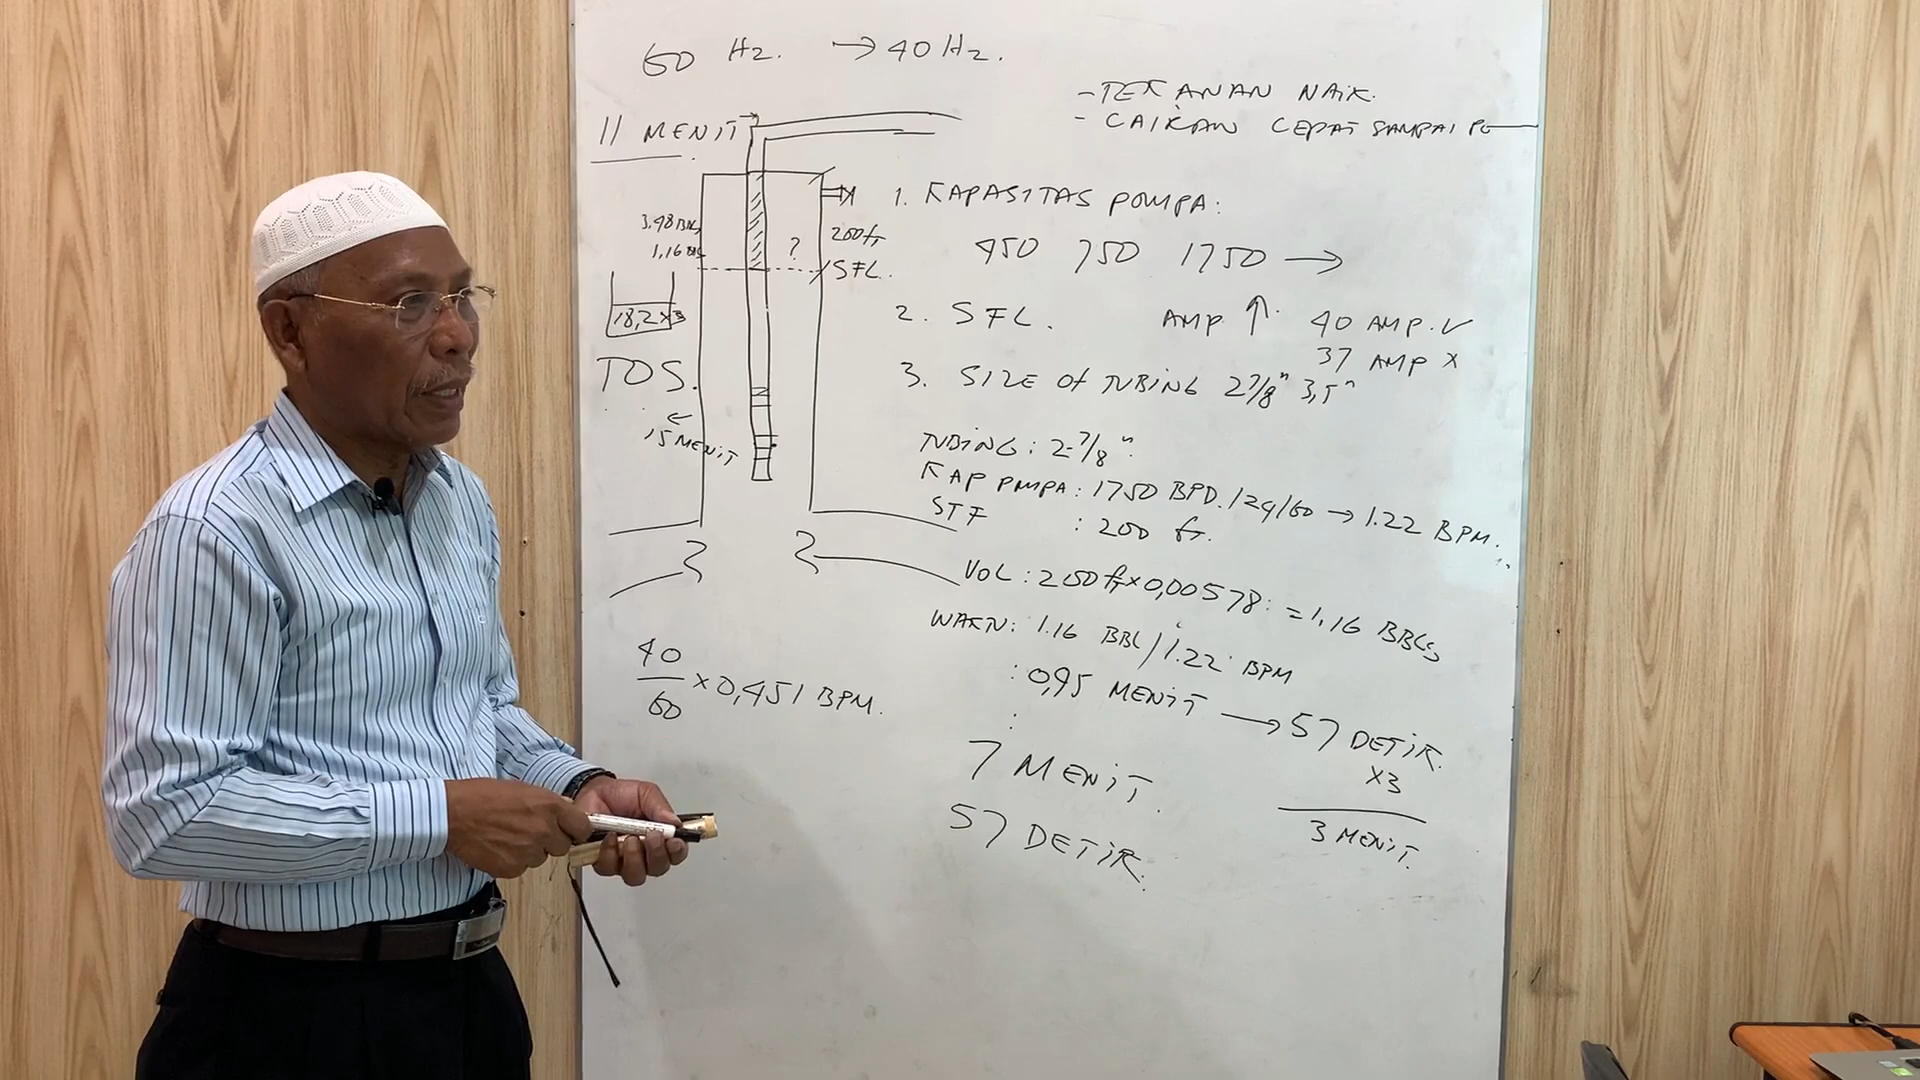 60 Hz. → 40 Hz.
- TEKANAN NAIK.
- CAIRAN CEPAT SAMPAI
11 MENIT
3,48 BBL
1,16 BBL
200 ft
?
SFL.
18,2 x 3
TOS.
← 15 MENIT
1. KAPASITAS POMPA:
450 750 1750 →
2. SFL. AMP ↑. 40 AMP. ✓
37 AMP x
3. SIZE Of TUBING 2 7/8" 3,5"
TUBING: 2-7/8".
KAP PMPA: 1750 BPD. /24/60 → 1.22 BPM.
STF : 200 ft.
VOL: 200 ft x 0,00578: = 1,16 BBLS
WAKTU: 1.16 BBL / 1.22 BPM
: 0,95 MENIT → 57 DETIK.
x3
3 MENIT.
:
7 MENIT.
57 DETIK.
40/60 x 0,451 BPM.